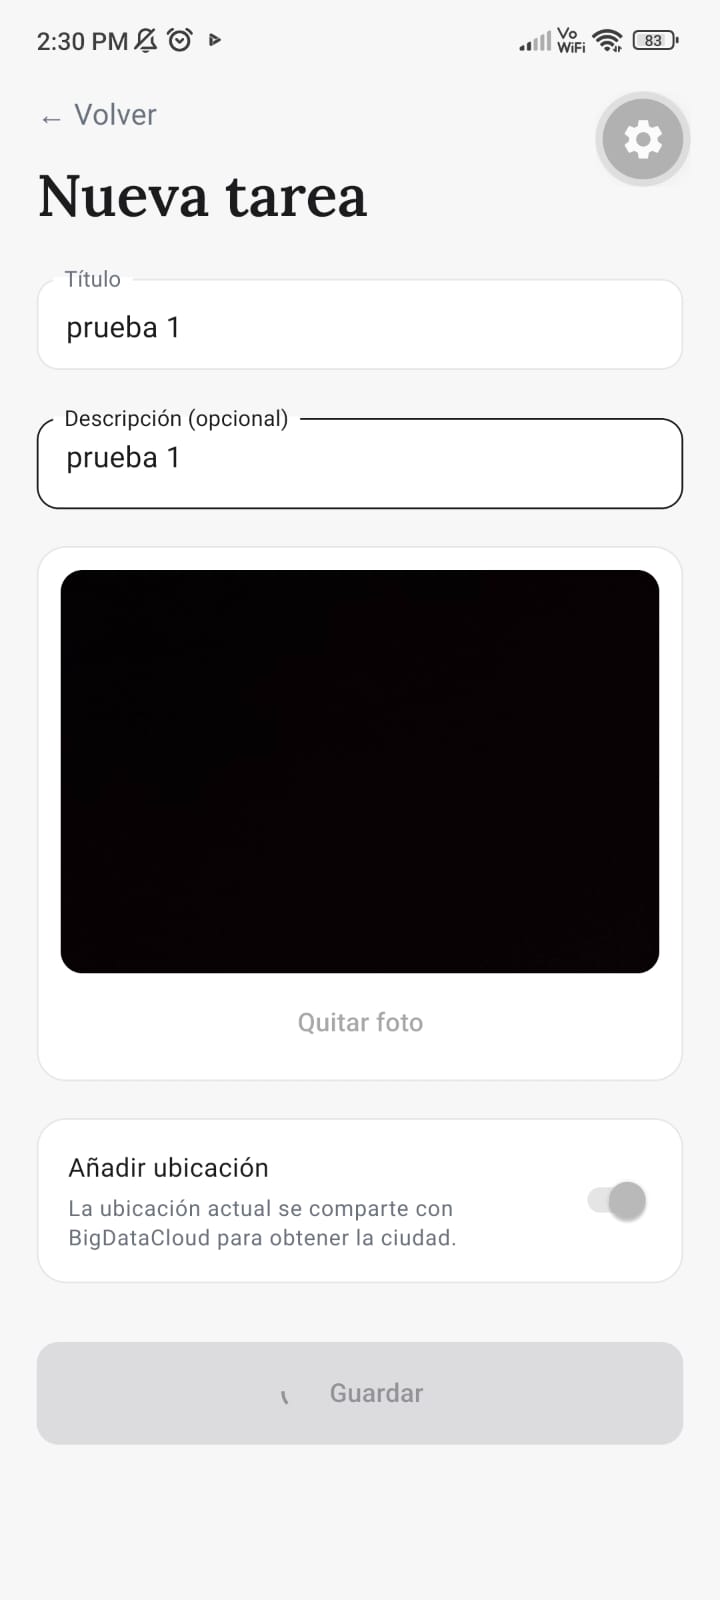 2:30 PM
Vo
WiFi
83
← Volver
Nueva tarea
Título
prueba 1
Descripción (opcional)
prueba 1
Quitar foto
Añadir ubicación
La ubicación actual se comparte con
BigDataCloud para obtener la ciudad.
Guardar